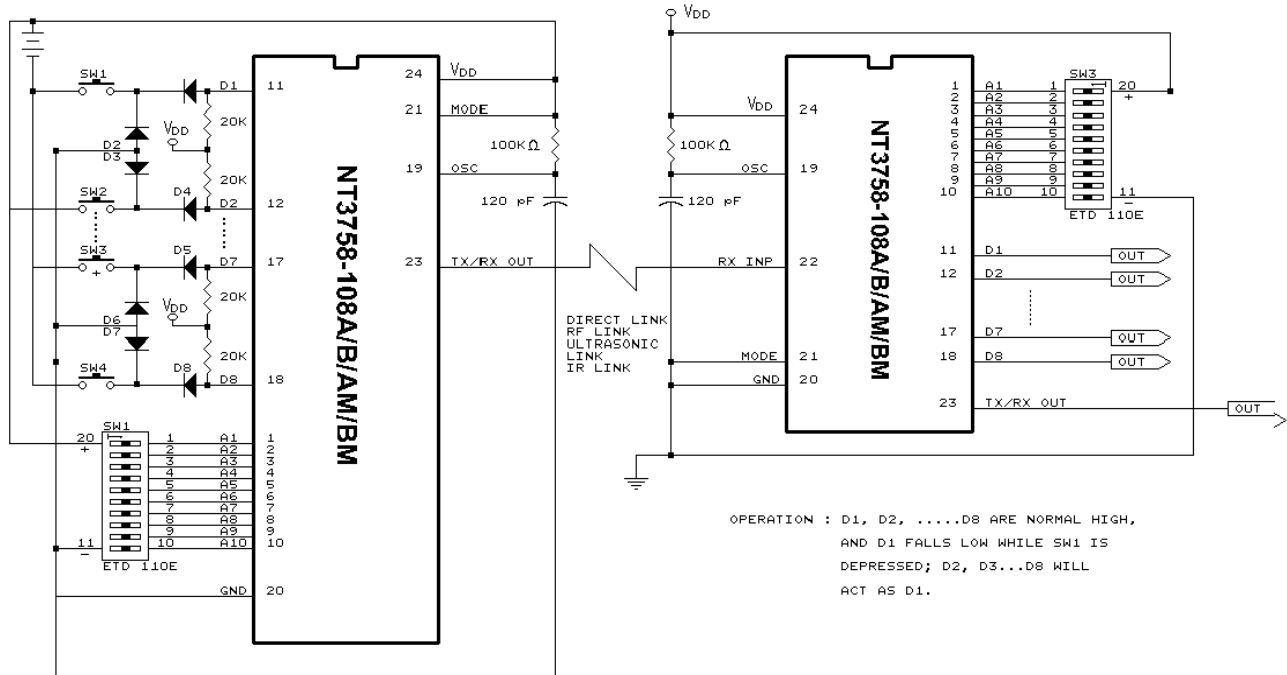 VDD
SW1
D1
11
24
VDD
21
MODE
20K
VDD
D2
D3
20K
100KΩ
19
OSC
SW2
D4
D2
12
120 pF
SW3
D5
D7
17
23
TX/RX OUT
20K
VDD
D6
D7
20K
SW4
D8
D8
18
NT3758-108A/B/AM/BM
SW1
20
+
1
A1
1
2
A2
2
3
A3
3
4
A4
4
5
A5
5
6
A6
6
7
A7
7
8
A8
8
9
A9
9
11
-
10
A10
10
ETD 110E
GND
20
DIRECT LINK
RF LINK
ULTRASONIC
LINK
IR LINK
VDD
24
100KΩ
OSC
19
120 pF
RX INP
22
MODE
21
GND
20
NT3758-108A/B/AM/BM
SW3
1
A1
1
20
+
2
A2
2
3
A3
3
4
A4
4
5
A5
5
6
A6
6
7
A7
7
8
A8
8
9
A9
9
10
A10
10
11
-
ETD 110E
11
D1
OUT
12
D2
OUT
17
D7
OUT
18
D8
OUT
23
TX/RX OUT
OUT
OPERATION : D1, D2, .....D8 ARE NORMAL HIGH,
AND D1 FALLS LOW WHILE SW1 IS
DEPRESSED; D2, D3...D8 WILL
ACT AS D1.